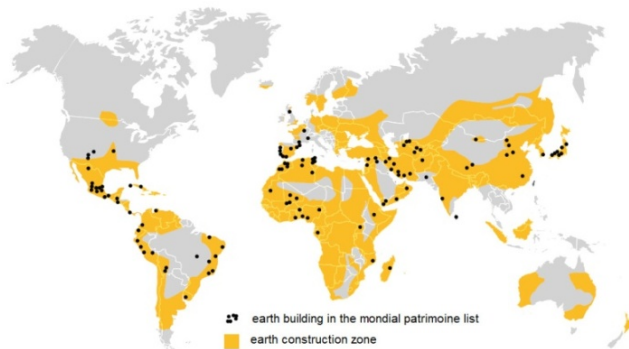 earth building in the mondial patrimoine list
earth construction zone